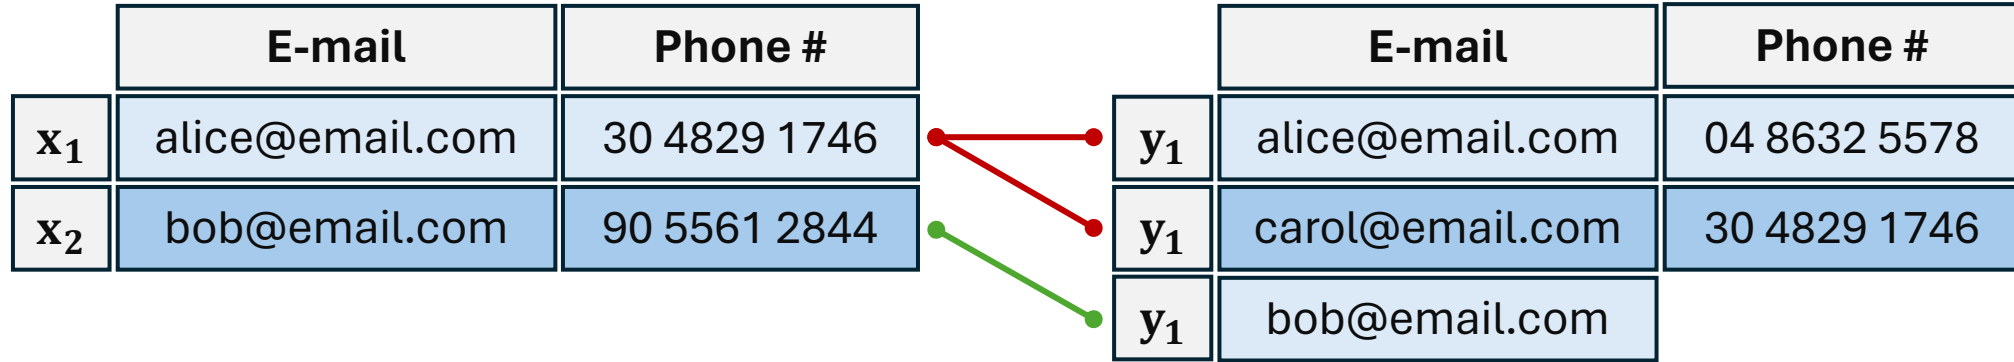 E-mail Phone # E-mail Phone #
x₁ alice@email.com 30 4829 1746 y₁ alice@email.com 04 8632 5578
x₂ bob@email.com 90 5561 2844 y₁ carol@email.com 30 4829 1746
y₁ bob@email.com